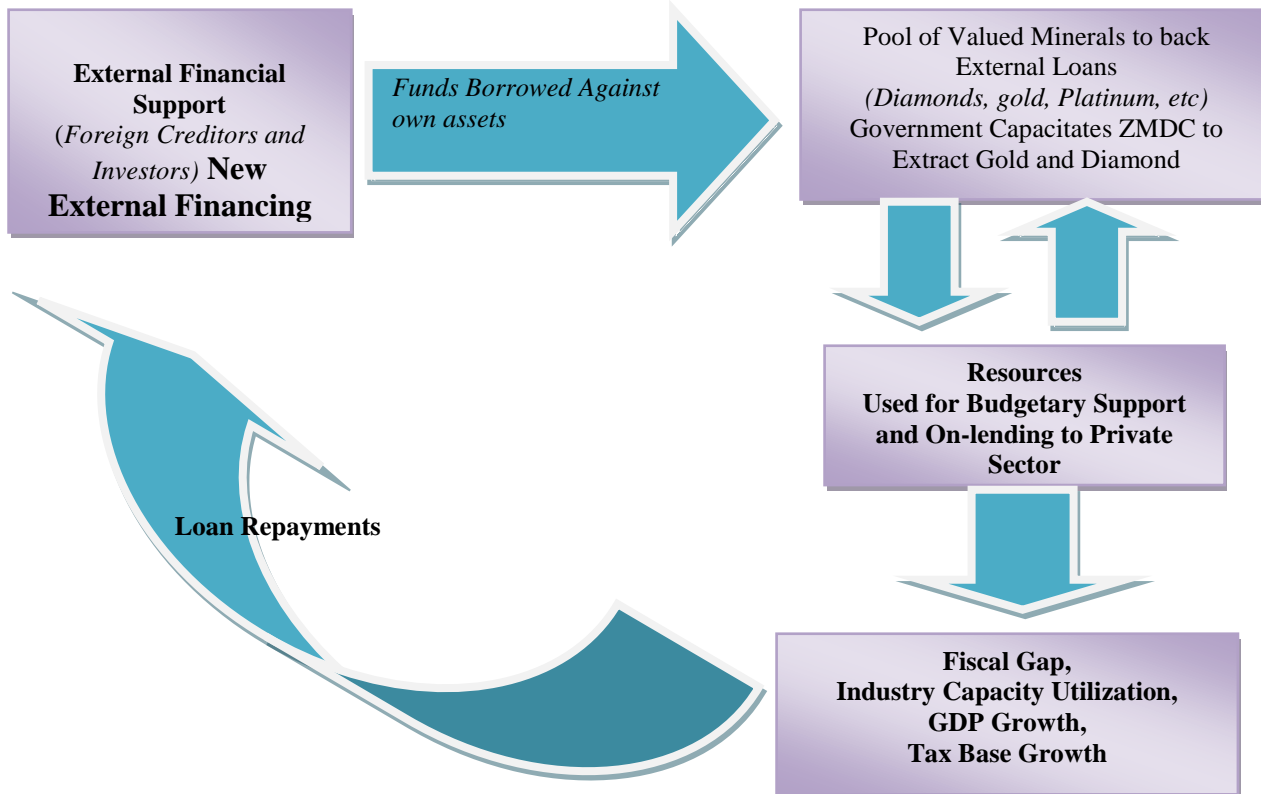 External Financial
Support
(Foreign Creditors and
Investors) New
External Financing
Funds Borrowed Against
own assets
Pool of Valued Minerals to back
External Loans
(Diamonds, gold, Platinum, etc)
Government Capacitates ZMDC to
Extract Gold and Diamond
Resources
Used for Budgetary Support
and On-lending to Private
Sector
Loan Repayments
Fiscal Gap,
Industry Capacity Utilization,
GDP Growth,
Tax Base Growth